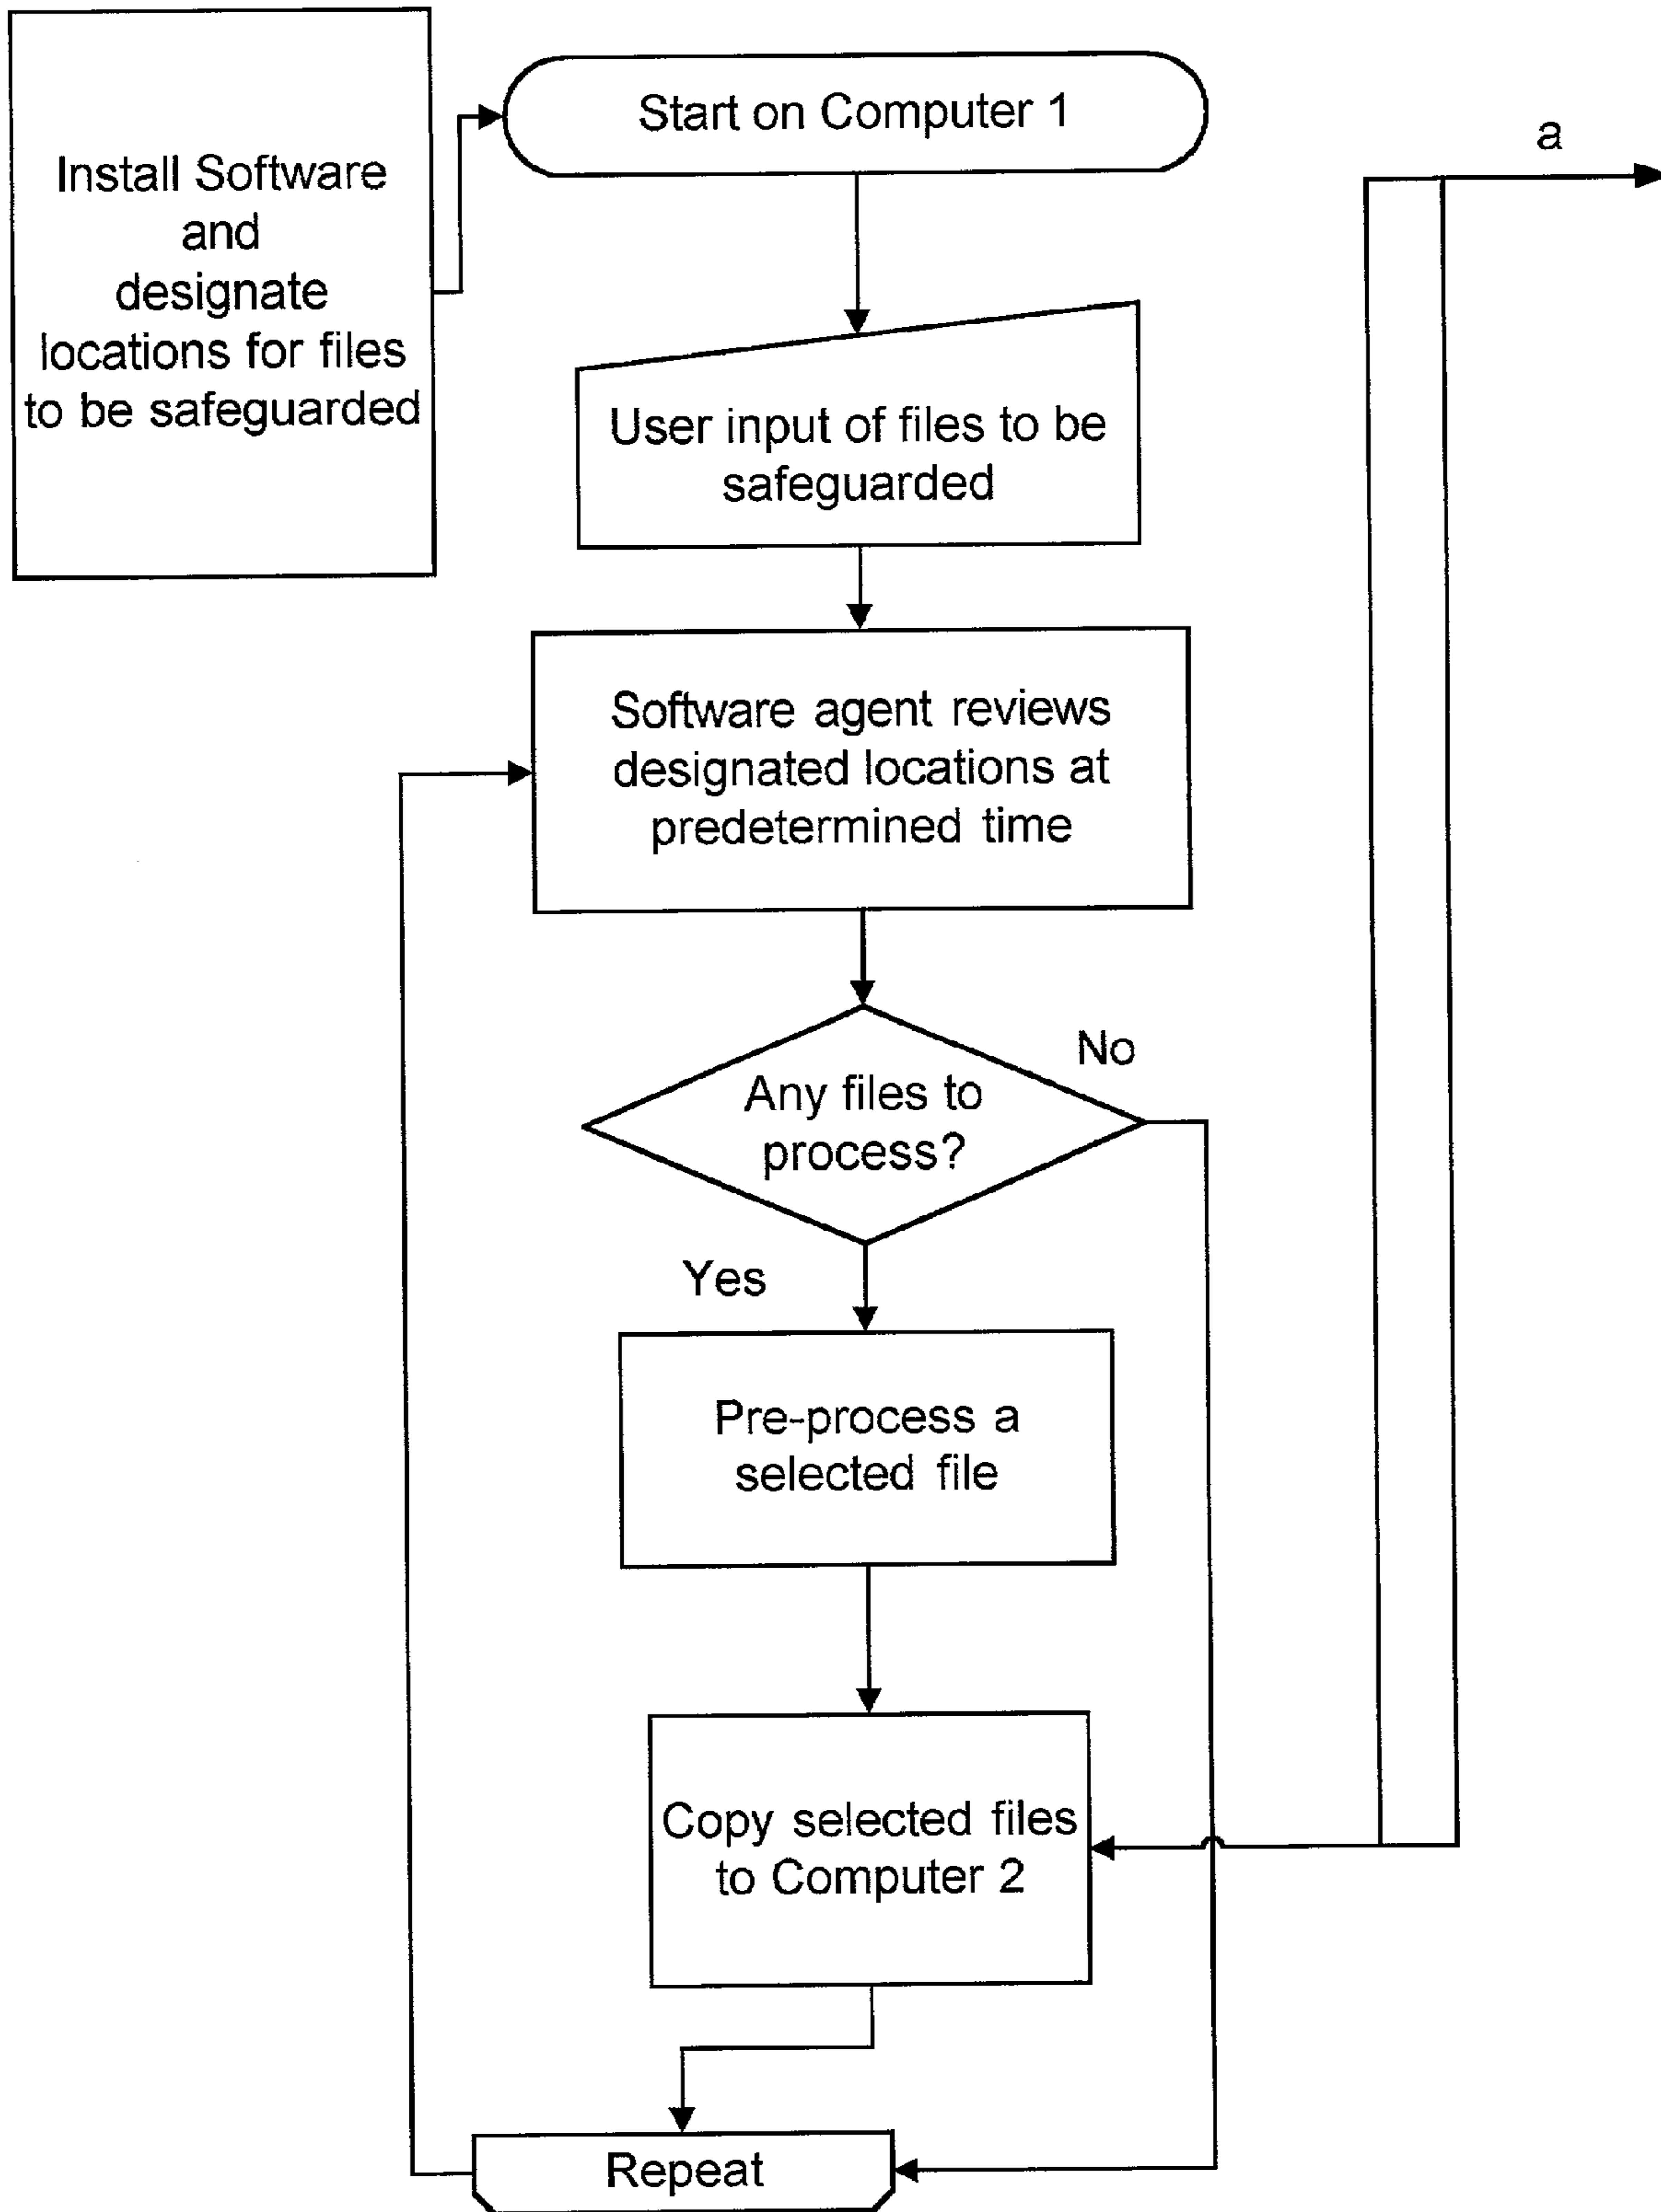 Install Software
and
designate
locations for files
to be safeguarded
Start on Computer 1
a
User input of files to be
safeguarded
Software agent reviews
designated locations at
predetermined time
Any files to
process?
No
Yes
Pre-process a
selected file
Copy selected files
to Computer 2
Repeat